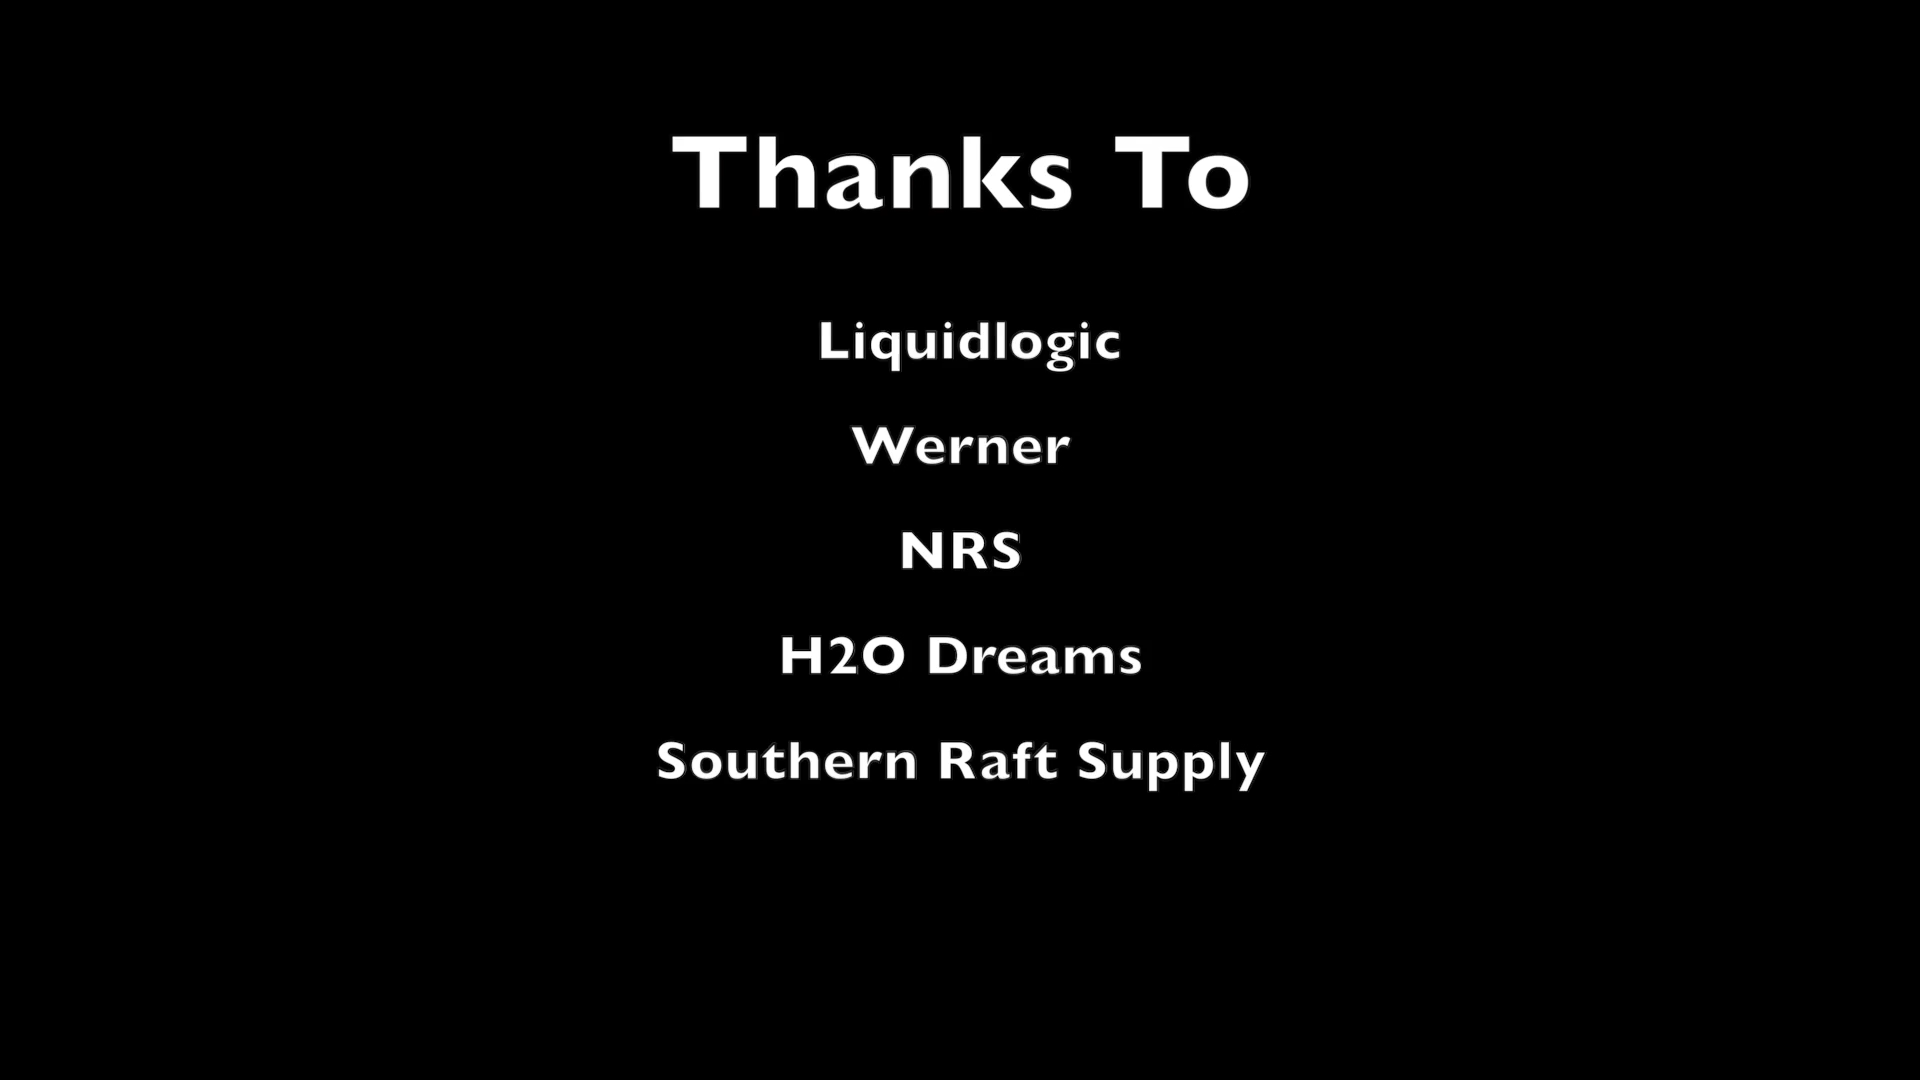 Thanks To
Liquidlogic
Werner
NRS
H2O Dreams
Southern Raft Supply